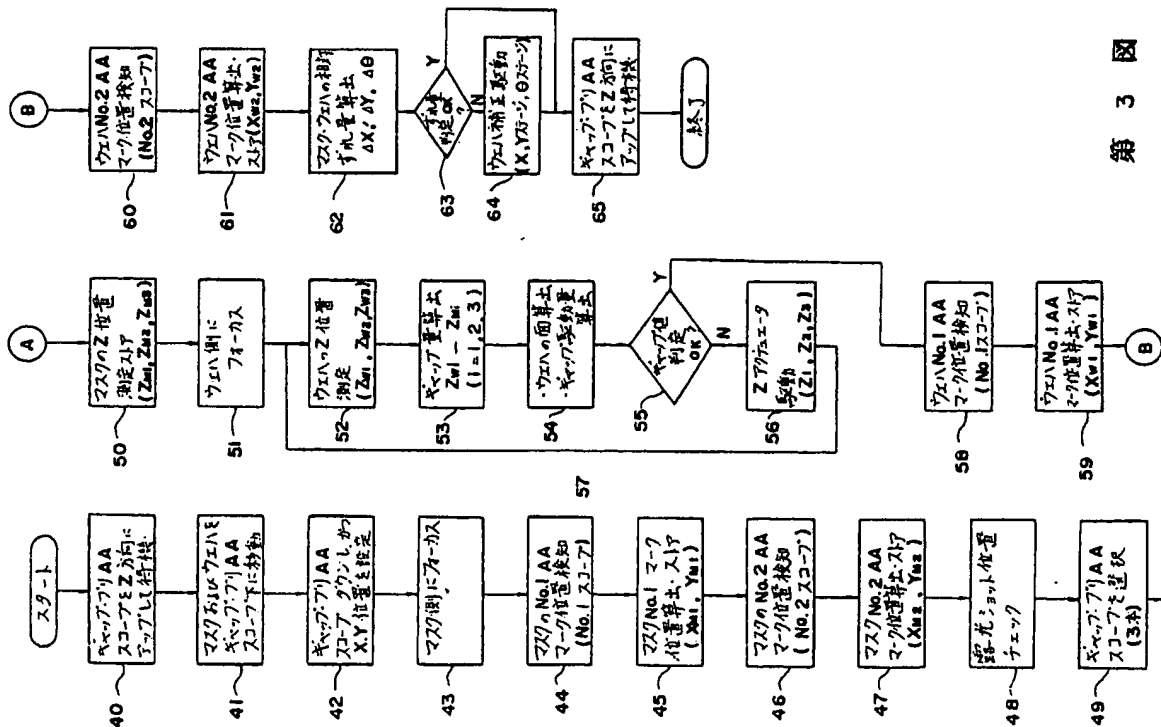 スタート
ギャップ・プリAA
スコープをZ方向に
アップして待機・
40
マスクおよびウエハを
ギャップ・プリAA
スコープ下に移動
41
ギャップ・プリAA
スコープダウンし、かつ
X,Y位置を設定
42
マスク側にフォーカス
43
マスクのNo.1 AA
マーク位置検知
(No.1 スコープ)
44
マスクNo.1 マーク
位置算出・ストア
(XM1, YM1)
45
マスクのNo.2 AA
マーク位置検知
(No.2 スコープ)
46
マスクNo.2 AA
マーク位置算出・ストア
(XM2, YM2)
47
露光ショット位置
チェック
48
ギャップ・プリAA
スコープを選択
(3本)
49
A
マスクのZ位置
測定・ストア
(ZM1, ZM2, ZM3)
50
ウエハ側に
フォーカス
51
ウエハのZ位置
測定
(ZW1, ZW2, ZW3)
52
ギャップ量算出
ZWi − ZMi
(i=1,2,3)
53
・ウエハの面算出
・ギャップ駆動量
算出
54
ギャップ値
判定
OK?
Y
N
55
Zアクチュエータ
駆動
(Z1, Z2, Z3)
56
57
ウエハNo.1 AA
マーク位置検知
(No.1スコープ)
58
ウエハNo.1 AA
マーク位置算出・ストア
(XW1, YW1)
59
B
B
ウエハNo.2 AA
マーク位置検知
(No.2 スコープ)
60
ウエハNo.2 AA
マーク位置算出・
ストア(XW2, YW2)
61
マスク・ウエハの相対
ずれ量算出
ΔX, ΔY, Δθ
62
ずれ量
判定OK
?
Y
N
63
ウエハ補正駆動
(X,Yステージ,θステージ)
64
ギャップ・プリAA
スコープをZ方向に
アップして待機
65
終了
第 3 図